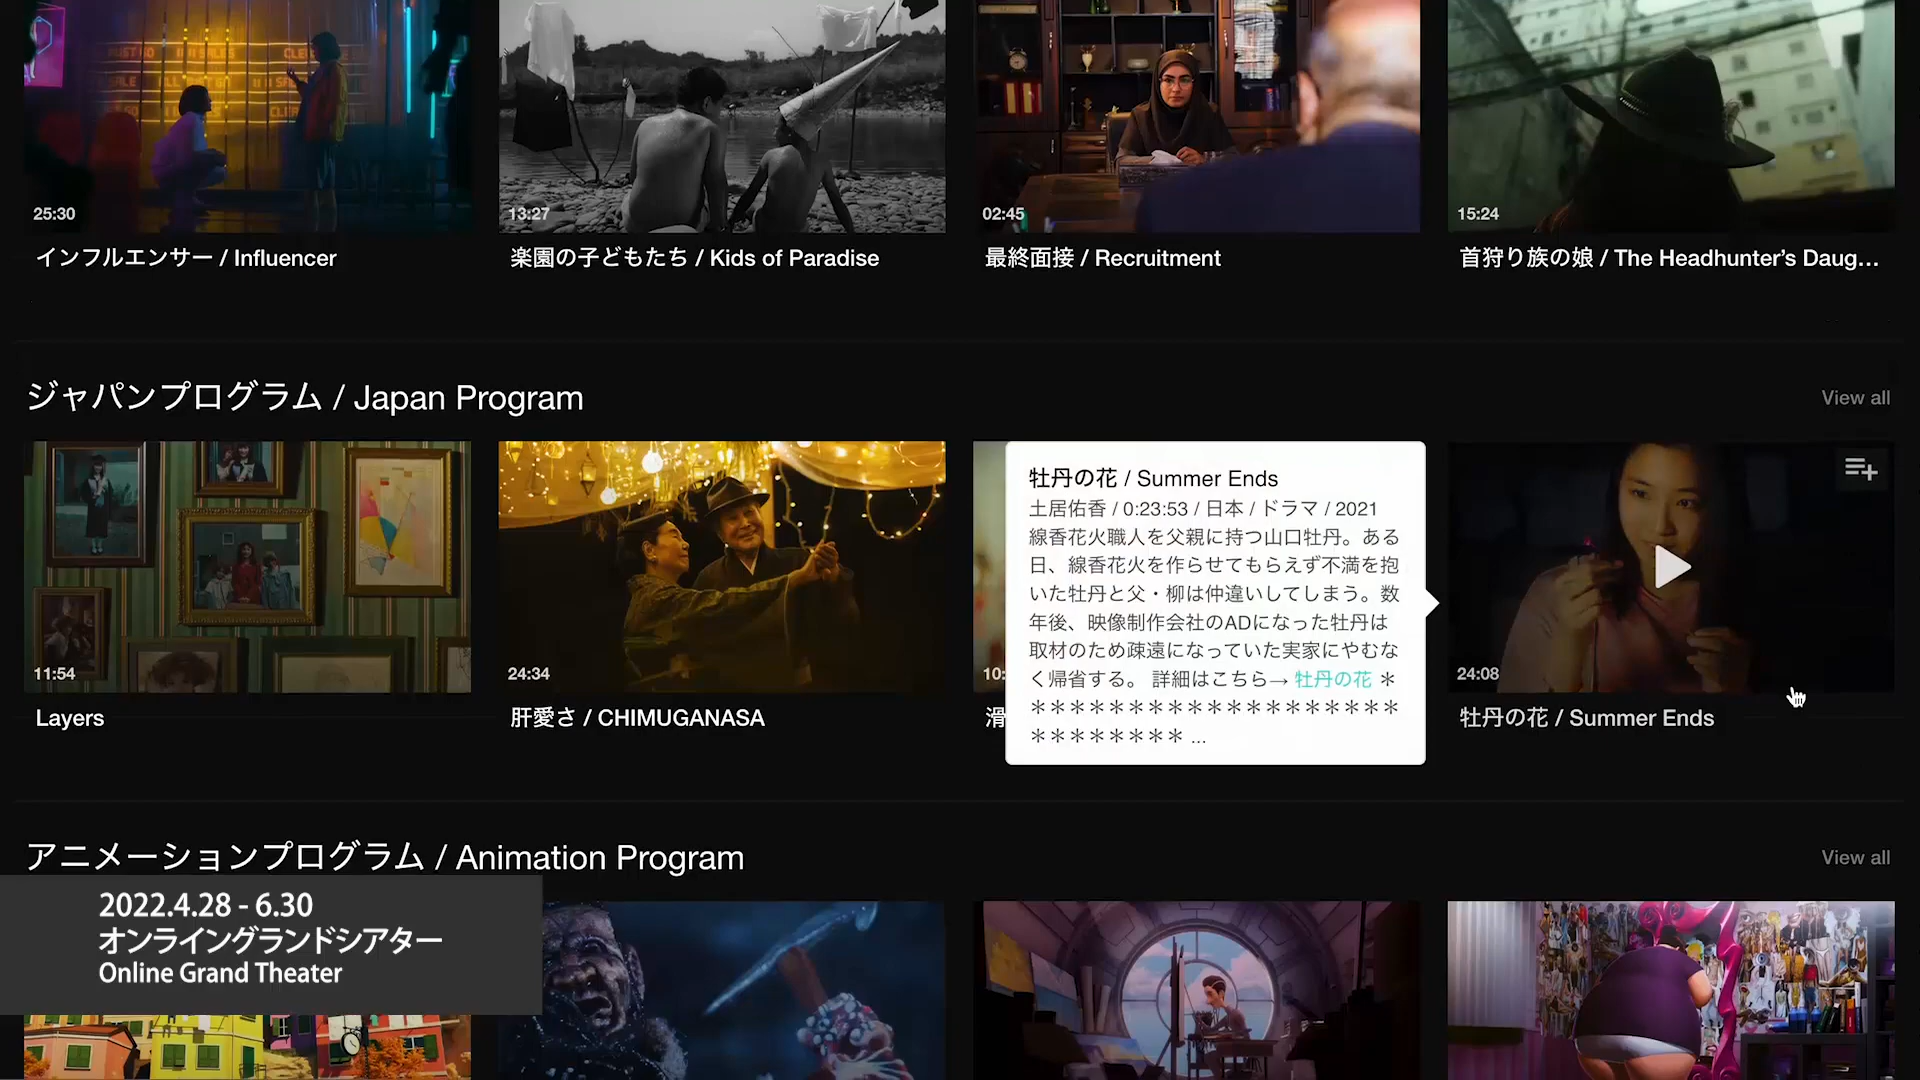 25:30
13:27
02:45
15:24
インフルエンサー / Influencer
楽園の子どもたち / Kids of Paradise
最終面接 / Recruitment
首狩り族の娘 / The Headhunter’s Daug...
ジャパンプログラム / Japan Program
View all
11:54
24:34
10:
24:08
Layers
肝愛さ / CHIMUGANASA
滑
牡丹の花 / Summer Ends
牡丹の花 / Summer Ends
土居佑香 / 0:23:53 / 日本 / ドラマ / 2021
線香花火職人を父親に持つ山口牡丹。ある
日、線香花火を作らせてもらえず不満を抱
いた牡丹と父・柳は仲違いしてしまう。数
年後、映像制作会社のADになった牡丹は
取材のため疎遠になっていた実家にやむな
く帰省する。 詳細はこちら→ 牡丹の花 ＊
＊＊＊＊＊＊＊＊＊＊＊＊＊＊＊＊＊＊＊
＊＊＊＊＊＊＊＊ ...
アニメーションプログラム / Animation Program
View all
2022.4.28 - 6.30
オンライングランドシアター
Online Grand Theater